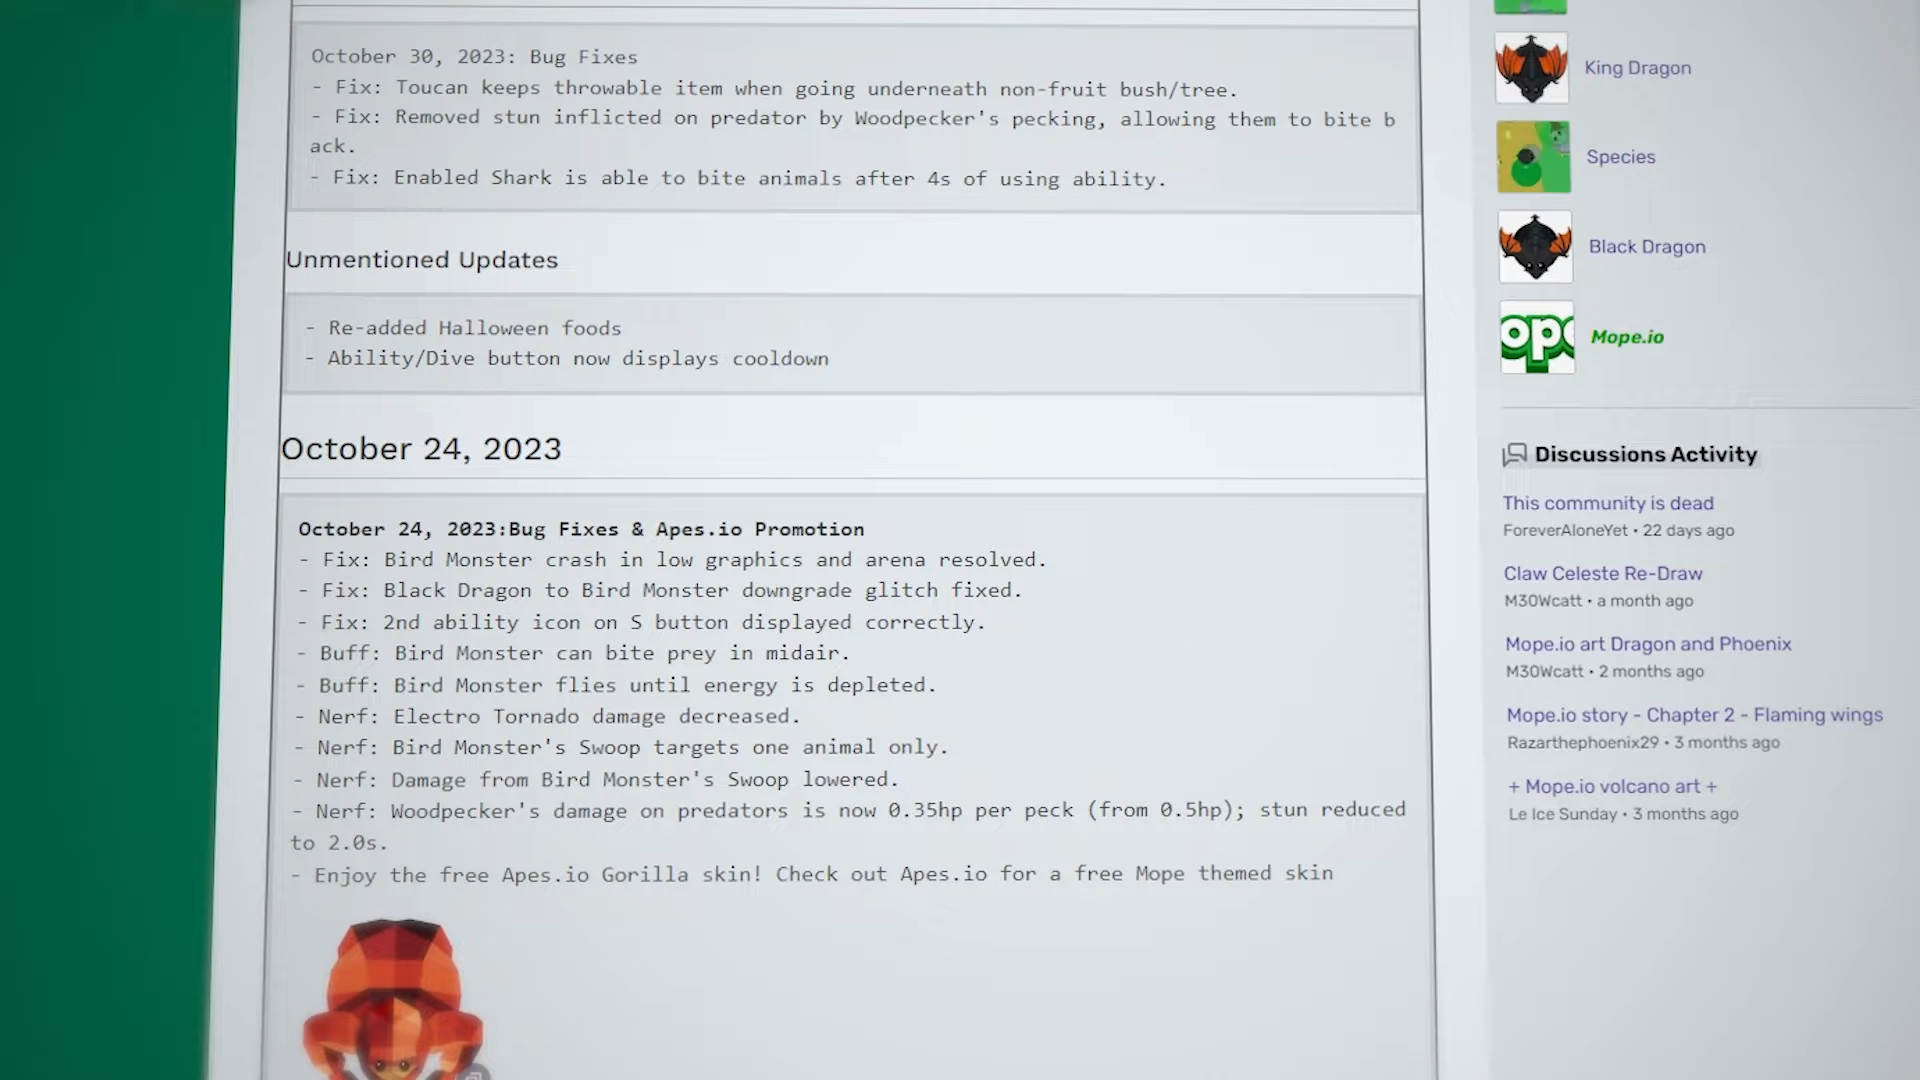 October 30, 2023: Bug Fixes
- Fix: Toucan keeps throwable item when going underneath non-fruit bush/tree.
- Fix: Removed stun inflicted on predator by Woodpecker's pecking, allowing them to bite b
ack.
- Fix: Enabled Shark is able to bite animals after 4s of using ability.
Unmentioned Updates
- Re-added Halloween foods
- Ability/Dive button now displays cooldown
October 24, 2023
October 24, 2023:Bug Fixes & Apes.io Promotion
- Fix: Bird Monster crash in low graphics and arena resolved.
- Fix: Black Dragon to Bird Monster downgrade glitch fixed.
- Fix: 2nd ability icon on S button displayed correctly.
- Buff: Bird Monster can bite prey in midair.
- Buff: Bird Monster flies until energy is depleted.
- Nerf: Electro Tornado damage decreased.
- Nerf: Bird Monster's Swoop targets one animal only.
- Nerf: Damage from Bird Monster's Swoop lowered.
- Nerf: Woodpecker's damage on predators is now 0.35hp per peck (from 0.5hp); stun reduced
to 2.0s.
- Enjoy the free Apes.io Gorilla skin! Check out Apes.io for a free Mope themed skin
King Dragon
Species
Black Dragon
ope
Mope.io
Discussions Activity
This community is dead
ForeverAloneYet • 22 days ago
Claw Celeste Re-Draw
M30Wcatt • a month ago
Mope.io art Dragon and Phoenix
M30Wcatt • 2 months ago
Mope.io story - Chapter 2 - Flaming wings
Razarthephoenix29 • 3 months ago
+ Mope.io volcano art +
Le Ice Sunday • 3 months ago